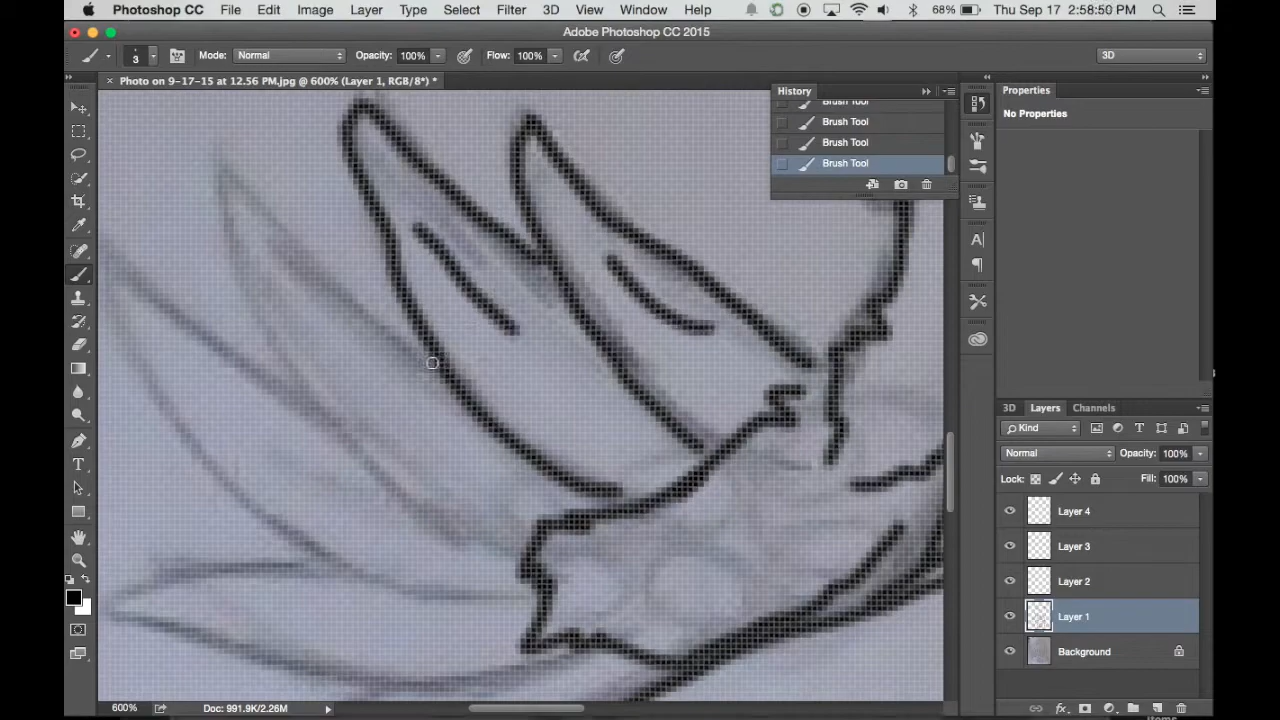 Photoshop CC File Edit Image Layer Type Select Filter 3D View Window Help 68% Thu Sep 17 2:58:50 PM
Adobe Photoshop CC 2015
3 Mode: Normal Opacity: 100% Flow: 100% 3D
Photo on 9-17-15 at 12.56 PM.jpg @ 600% (Layer 1, RGB/8*) *
History
Brush Tool
Brush Tool
Brush Tool
Brush Tool
Properties
No Properties
3D Layers Channels
Kind
Normal Opacity: 100%
Lock: Fill: 100%
Layer 4
Layer 3
Layer 2
Layer 1
Background
600% Doc: 991.9K/2.26M
items